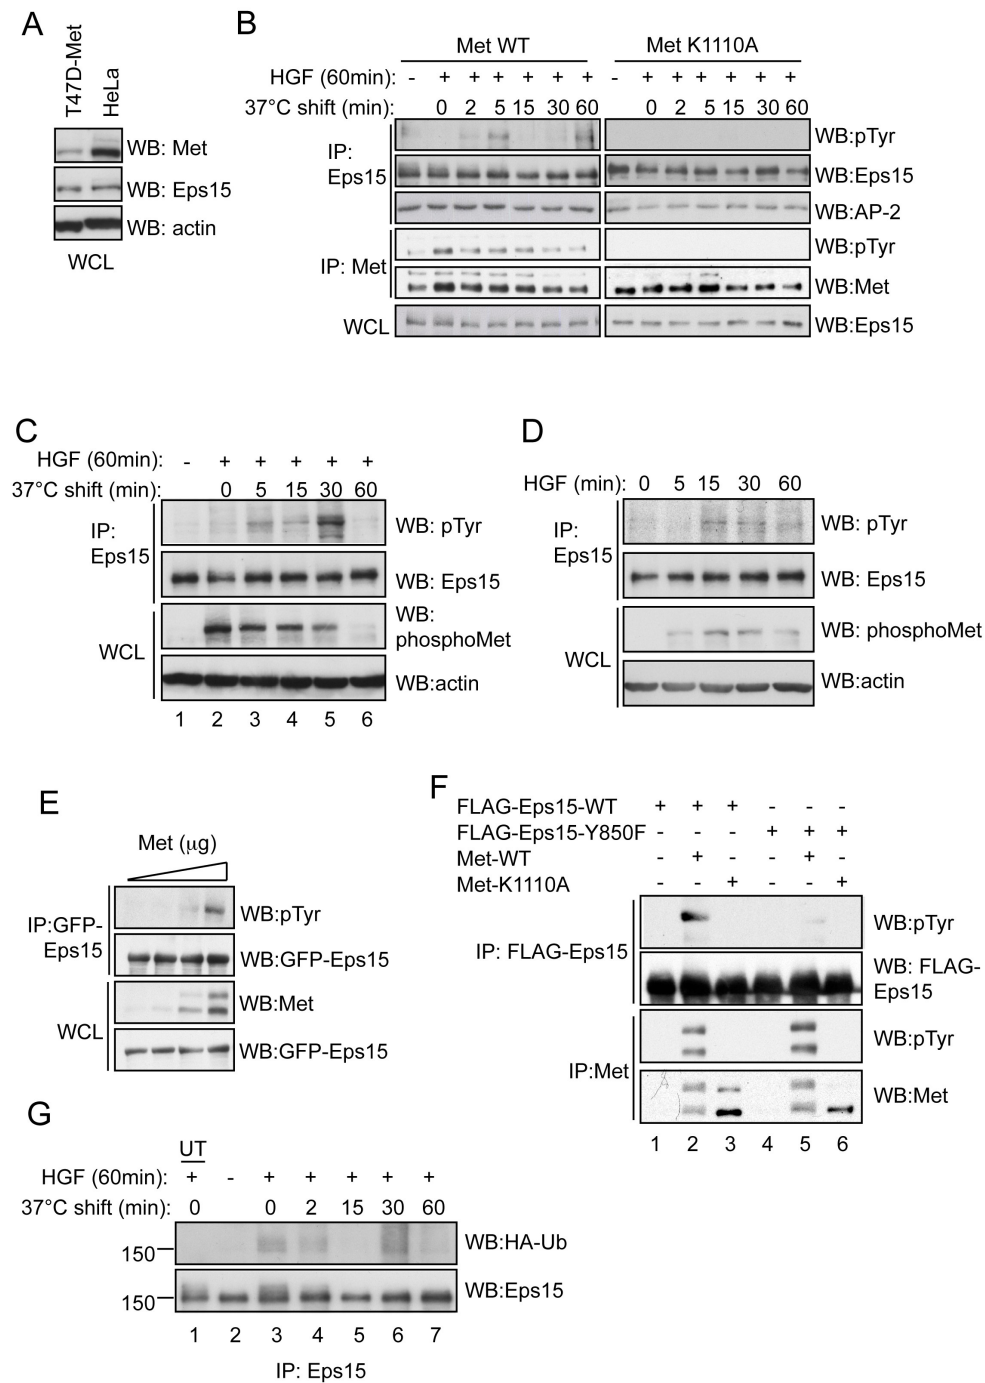 A
T47D-Met
HeLa
WB: Met
WB: Eps15
WB: actin
WCL
B
Met WT
Met K1110A
HGF (60min): - + + + + + + - + + + + + +
37°C shift (min): 0 2 5 15 30 60 0 2 5 15 30 60
IP:
Eps15
WB:pTyr
WB:Eps15
WB:AP-2
IP: Met
WB:pTyr
WB:Met
WCL
WB:Eps15
C
HGF (60min): - + + + + +
37°C shift (min): 0 5 15 30 60
IP:
Eps15
WB: pTyr
WB: Eps15
WCL
WB:
phosphoMet
WB:actin
1 2 3 4 5 6
D
HGF (min): 0 5 15 30 60
IP:
Eps15
WB: pTyr
WB: Eps15
WCL
WB: phosphoMet
WB:actin
E
Met (µg)
IP:GFP-
Eps15
WB:pTyr
WB:GFP-Eps15
WCL
WB:Met
WB:GFP-Eps15
F
FLAG-Eps15-WT + + + - - -
FLAG-Eps15-Y850F - - - + + +
Met-WT - + - - + -
Met-K1110A - - + - - +
IP: FLAG-Eps15
WB:pTyr
WB: FLAG-
Eps15
IP:Met
WB:pTyr
WB:Met
1 2 3 4 5 6
G
UT
HGF (60min): + - + + + + +
37°C shift (min): 0 0 2 15 30 60
150
WB:HA-Ub
150
WB:Eps15
1 2 3 4 5 6 7
IP: Eps15